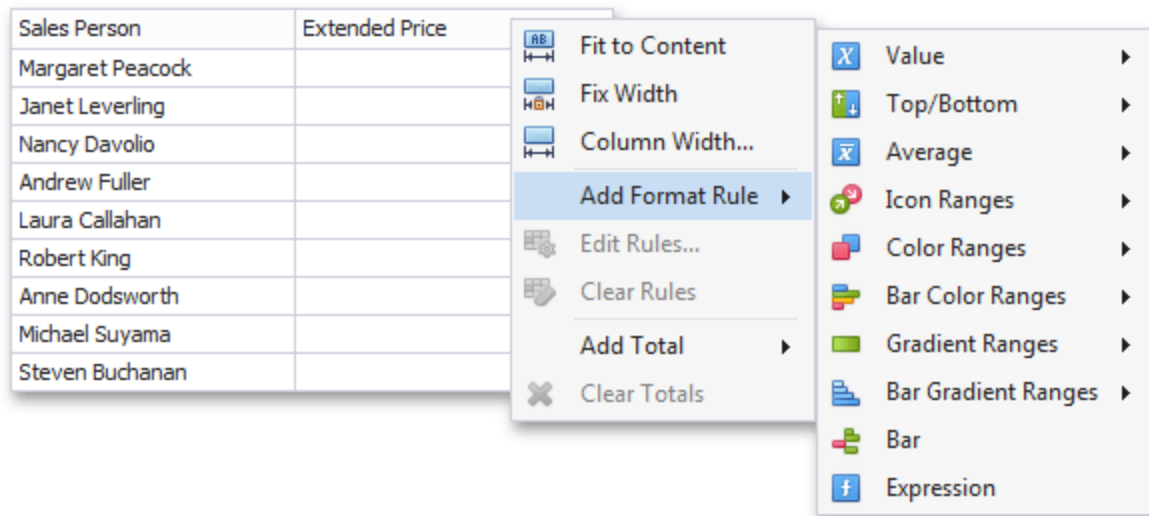 Sales Person Extended Price
Margaret Peacock
Janet Leverling
Nancy Davolio
Andrew Fuller
Laura Callahan
Robert King
Anne Dodsworth
Michael Suyama
Steven Buchanan
AB
Fit to Content
Fix Width
Column Width...
Add Format Rule
Edit Rules...
Clear Rules
Add Total
Clear Totals
X Value
Top/Bottom
x Average
Icon Ranges
Color Ranges
Bar Color Ranges
Gradient Ranges
Bar Gradient Ranges
Bar
f Expression